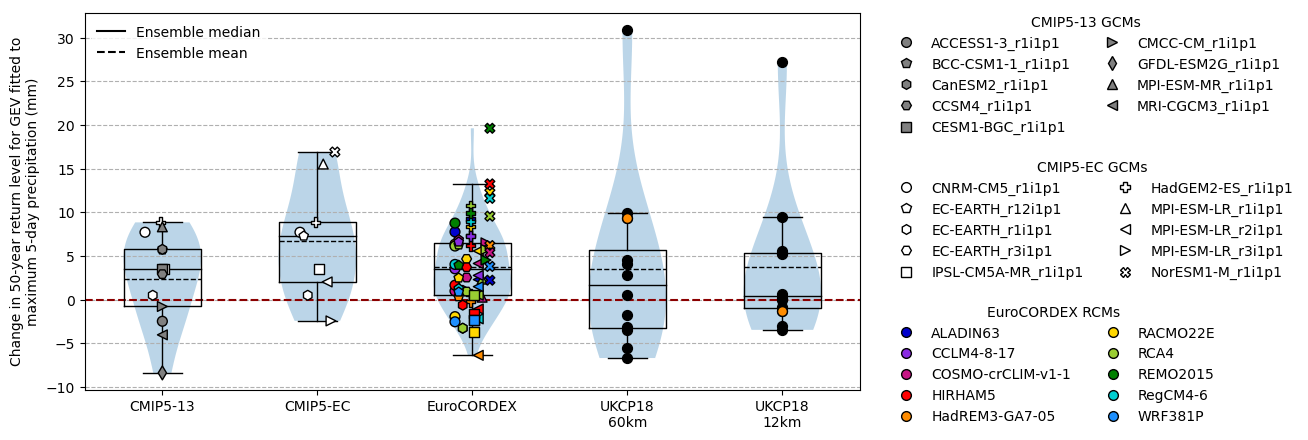 Change in 50-year return level for GEV fitted to
maximum 5-day precipitation (mm)
30
25
20
15
10
5
0
−5
−10
Ensemble median
Ensemble mean
CMIP5-13
CMIP5-EC
EuroCORDEX
UKCP18
60km
UKCP18
12km
CMIP5-13 GCMs
ACCESS1-3_r1i1p1
BCC-CSM1-1_r1i1p1
CanESM2_r1i1p1
CCSM4_r1i1p1
CESM1-BGC_r1i1p1
CMCC-CM_r1i1p1
GFDL-ESM2G_r1i1p1
MPI-ESM-MR_r1i1p1
MRI-CGCM3_r1i1p1
CMIP5-EC GCMs
CNRM-CM5_r1i1p1
EC-EARTH_r12i1p1
EC-EARTH_r1i1p1
EC-EARTH_r3i1p1
IPSL-CM5A-MR_r1i1p1
HadGEM2-ES_r1i1p1
MPI-ESM-LR_r1i1p1
MPI-ESM-LR_r2i1p1
MPI-ESM-LR_r3i1p1
NorESM1-M_r1i1p1
EuroCORDEX RCMs
ALADIN63
CCLM4-8-17
COSMO-crCLIM-v1-1
HIRHAM5
HadREM3-GA7-05
RACMO22E
RCA4
REMO2015
RegCM4-6
WRF381P